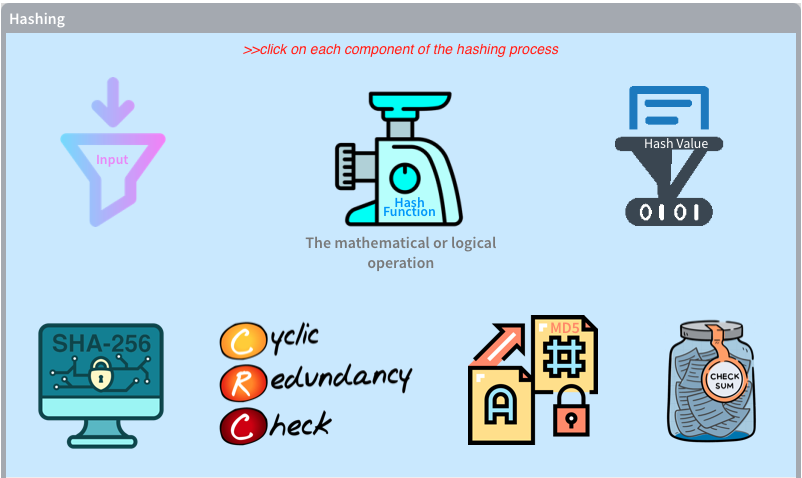 Hashing
>>click on each component of the hashing process
Input
Hash
Function
Hash Value
0101
The mathematical or logical
operation
SHA-256
Cyclic
Redundancy
Check
MD5
#
A
CHECK
SUM